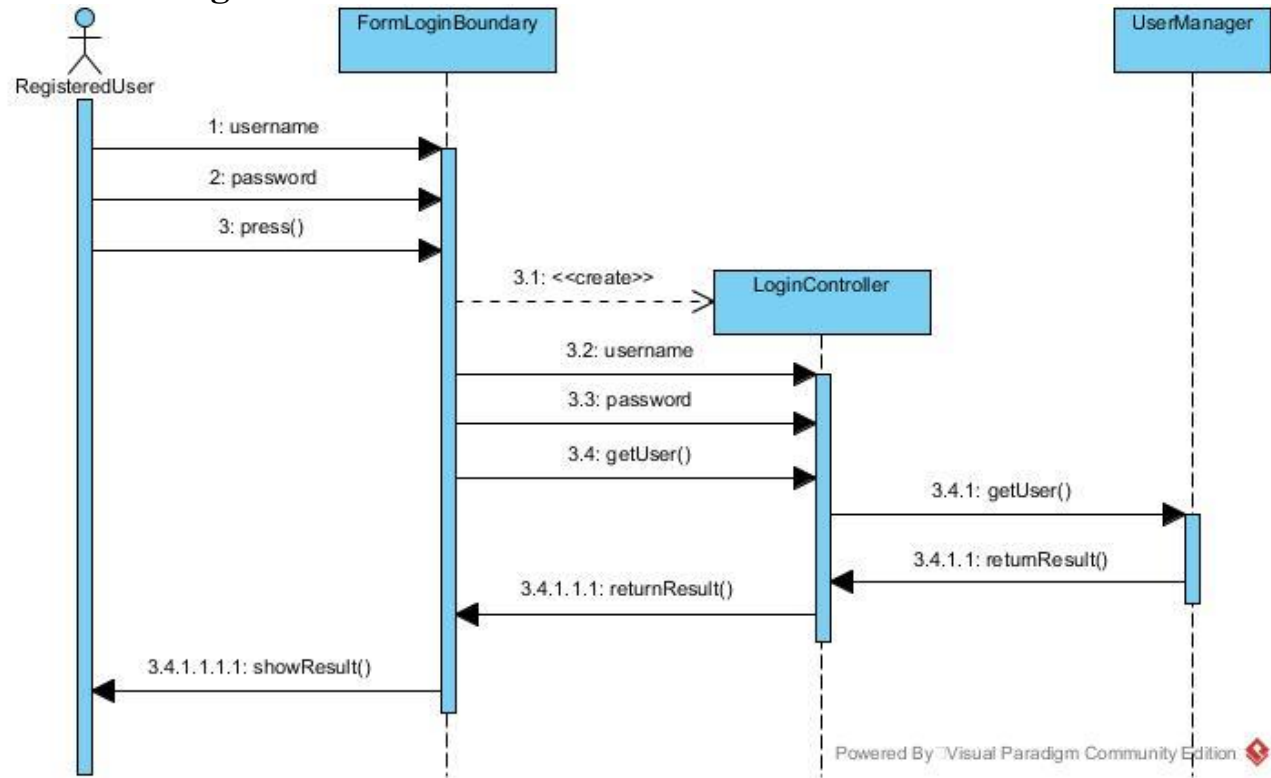 FormLoginBoundary
UserManager
RegisteredUser
1: username
2: password
3: press()
3.1: <<create>>
LoginController
3.2: username
3.3: password
3.4: getUser()
3.4.1: getUser()
3.4.1.1: returnResult()
3.4.1.1.1: returnResult()
3.4.1.1.1.1: showResult()
Powered By Visual Paradigm Community Edition